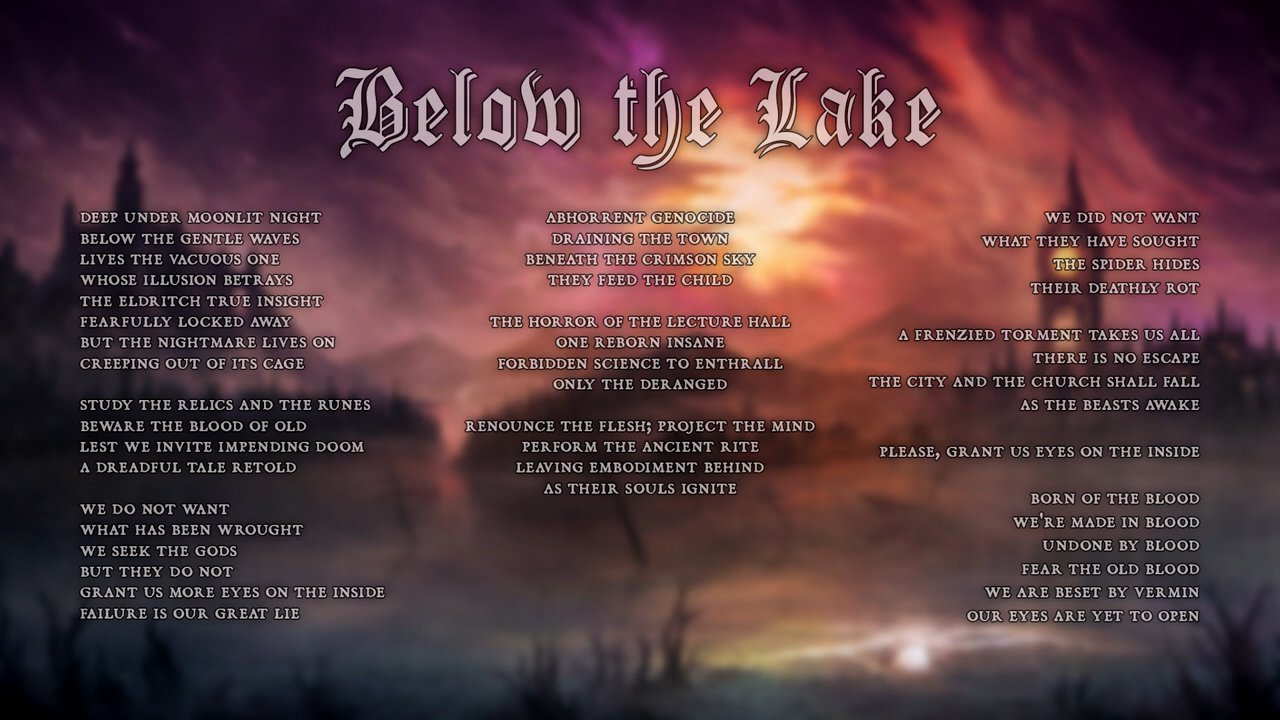 Below the Lake
DEEP UNDER MOONLIT NIGHT
BELOW THE GENTLE WAVES
LIVES THE VACUOUS ONE
WHOSE ILLUSION BETRAYS
THE ELDRITCH TRUE INSIGHT
FEARFULLY LOCKED AWAY
BUT THE NIGHTMARE LIVES ON
CREEPING OUT OF ITS CAGE
STUDY THE RELICS AND THE RUNES
BEWARE THE BLOOD OF OLD
LEST WE INVITE IMPENDING DOOM
A DREADFUL TALE RETOLD
WE DO NOT WANT
WHAT HAS BEEN WROUGHT
WE SEEK THE GODS
BUT THEY DO NOT
GRANT US MORE EYES ON THE INSIDE
FAILURE IS OUR GREAT LIE
ABHORRENT GENOCIDE
DRAINING THE TOWN
BENEATH THE CRIMSON SKY
THEY FEED THE CHILD
THE HORROR OF THE LECTURE HALL
ONE REBORN INSANE
FORBIDDEN SCIENCE TO ENTHRALL
ONLY THE DERANGED
RENOUNCE THE FLESH; PROJECT THE MIND
PERFORM THE ANCIENT RITE
LEAVING EMBODIMENT BEHIND
AS THEIR SOULS IGNITE
WE DID NOT WANT
WHAT THEY HAVE SOUGHT
THE SPIDER HIDES
THEIR DEATHLY ROT
A FRENZIED TORMENT TAKES US ALL
THERE IS NO ESCAPE
THE CITY AND THE CHURCH SHALL FALL
AS THE BEASTS AWAKE
PLEASE, GRANT US EYES ON THE INSIDE
BORN OF THE BLOOD
WE'RE MADE IN BLOOD
UNDONE BY BLOOD
FEAR THE OLD BLOOD
WE ARE BESET BY VERMIN
OUR EYES ARE YET TO OPEN